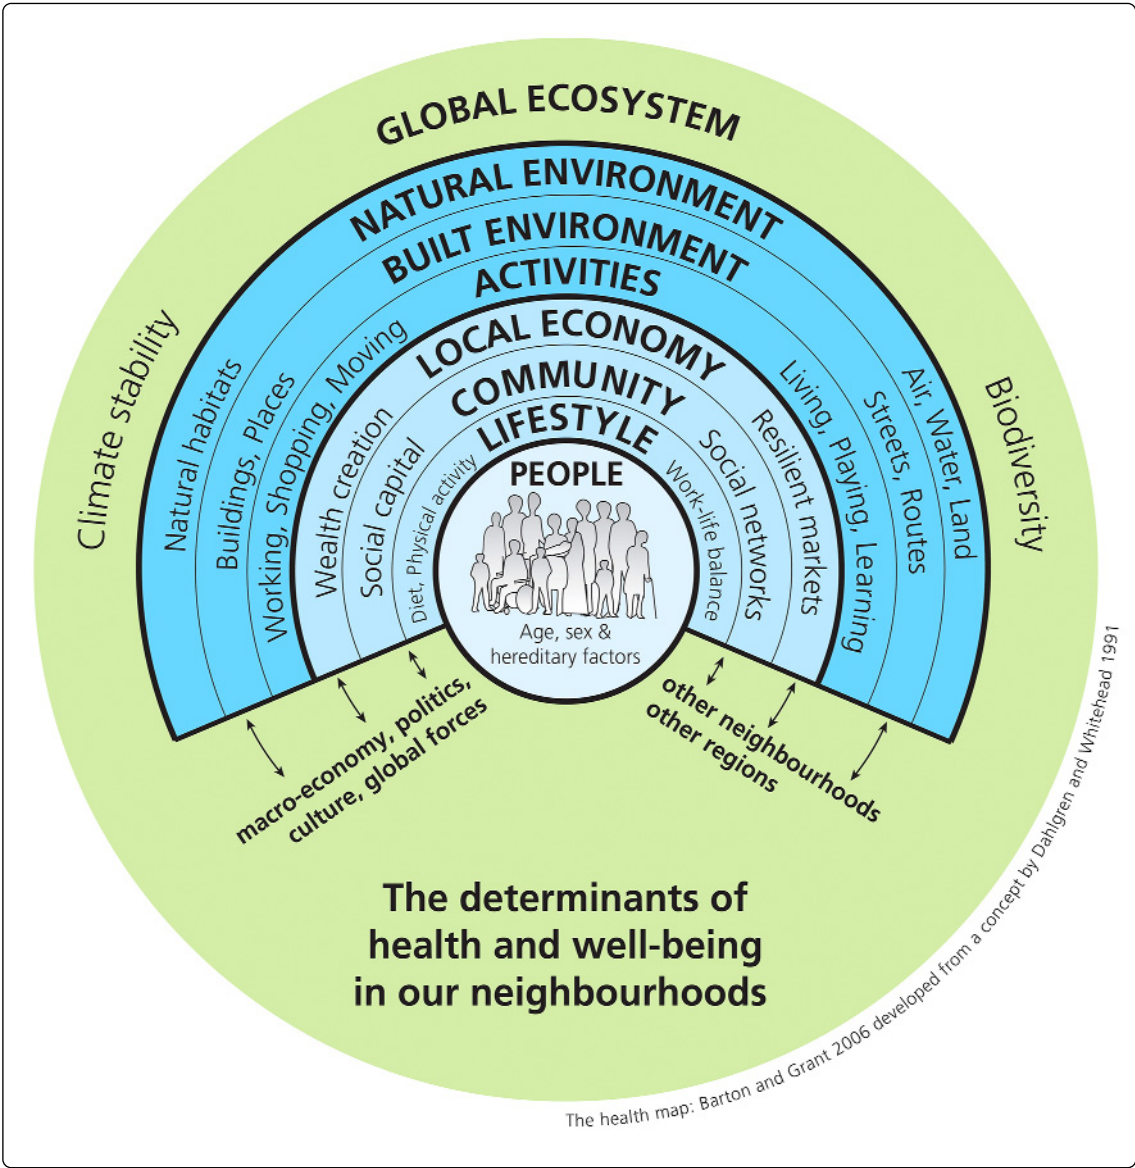 GLOBAL ECOSYSTEM
NATURAL ENVIRONMENT
BUILT ENVIRONMENT
ACTIVITIES
LOCAL ECONOMY
COMMUNITY
LIFESTYLE
PEOPLE
Age, sex &
hereditary factors
Climate stability
Natural habitats
Buildings, Places
Working, Shopping, Moving
Wealth creation
Social capital
Diet, Physical activity
Work-life balance
Social networks
Resilient markets
Living, Playing, Learning
Streets, Routes
Air, Water, Land
Biodiversity
macro-economy, politics,
culture, global forces
other neighbourhoods
other regions
The determinants of
health and well-being
in our neighbourhoods
The health map: Barton and Grant 2006 developed from a concept by Dahlgren and Whitehead 1991